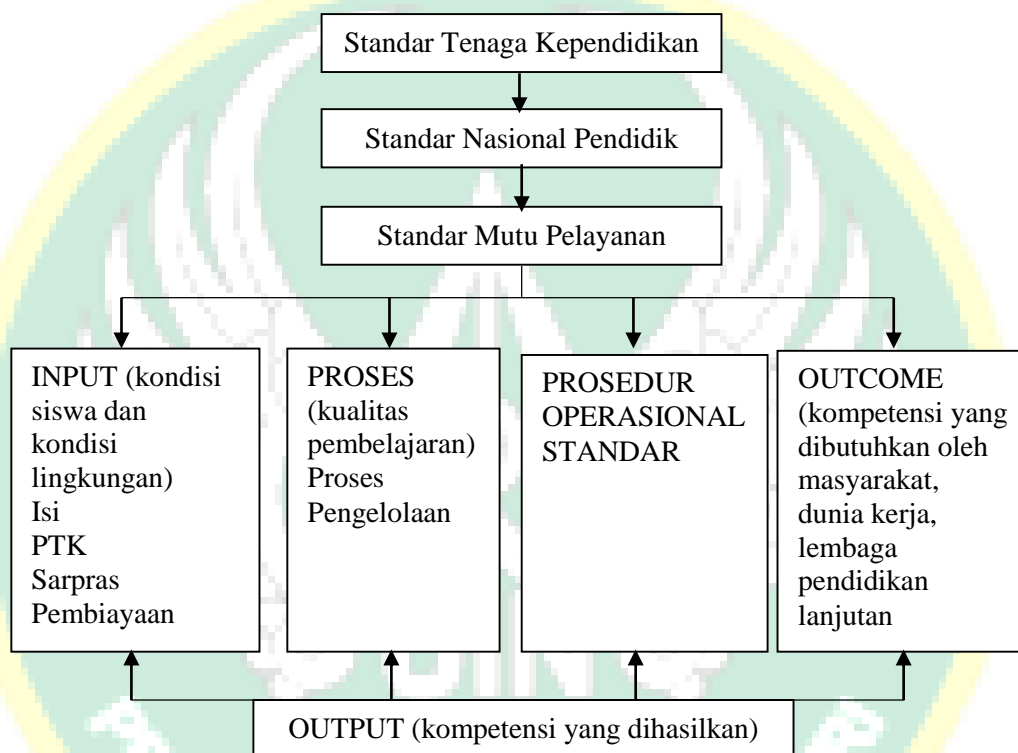 Standar Tenaga Kependidikan
Standar Nasional Pendidik
Standar Mutu Pelayanan
INPUT (kondisi
siswa dan
kondisi
lingkungan)
Isi
PTK
Sarpras
Pembiayaan
PROSES
(kualitas
pembelajaran)
Proses
Pengelolaan
PROSEDUR
OPERASIONAL
STANDAR
OUTCOME
(kompetensi yang
dibutuhkan oleh
masyarakat,
dunia kerja,
lembaga
pendidikan
lanjutan
OUTPUT (kompetensi yang dihasilkan)